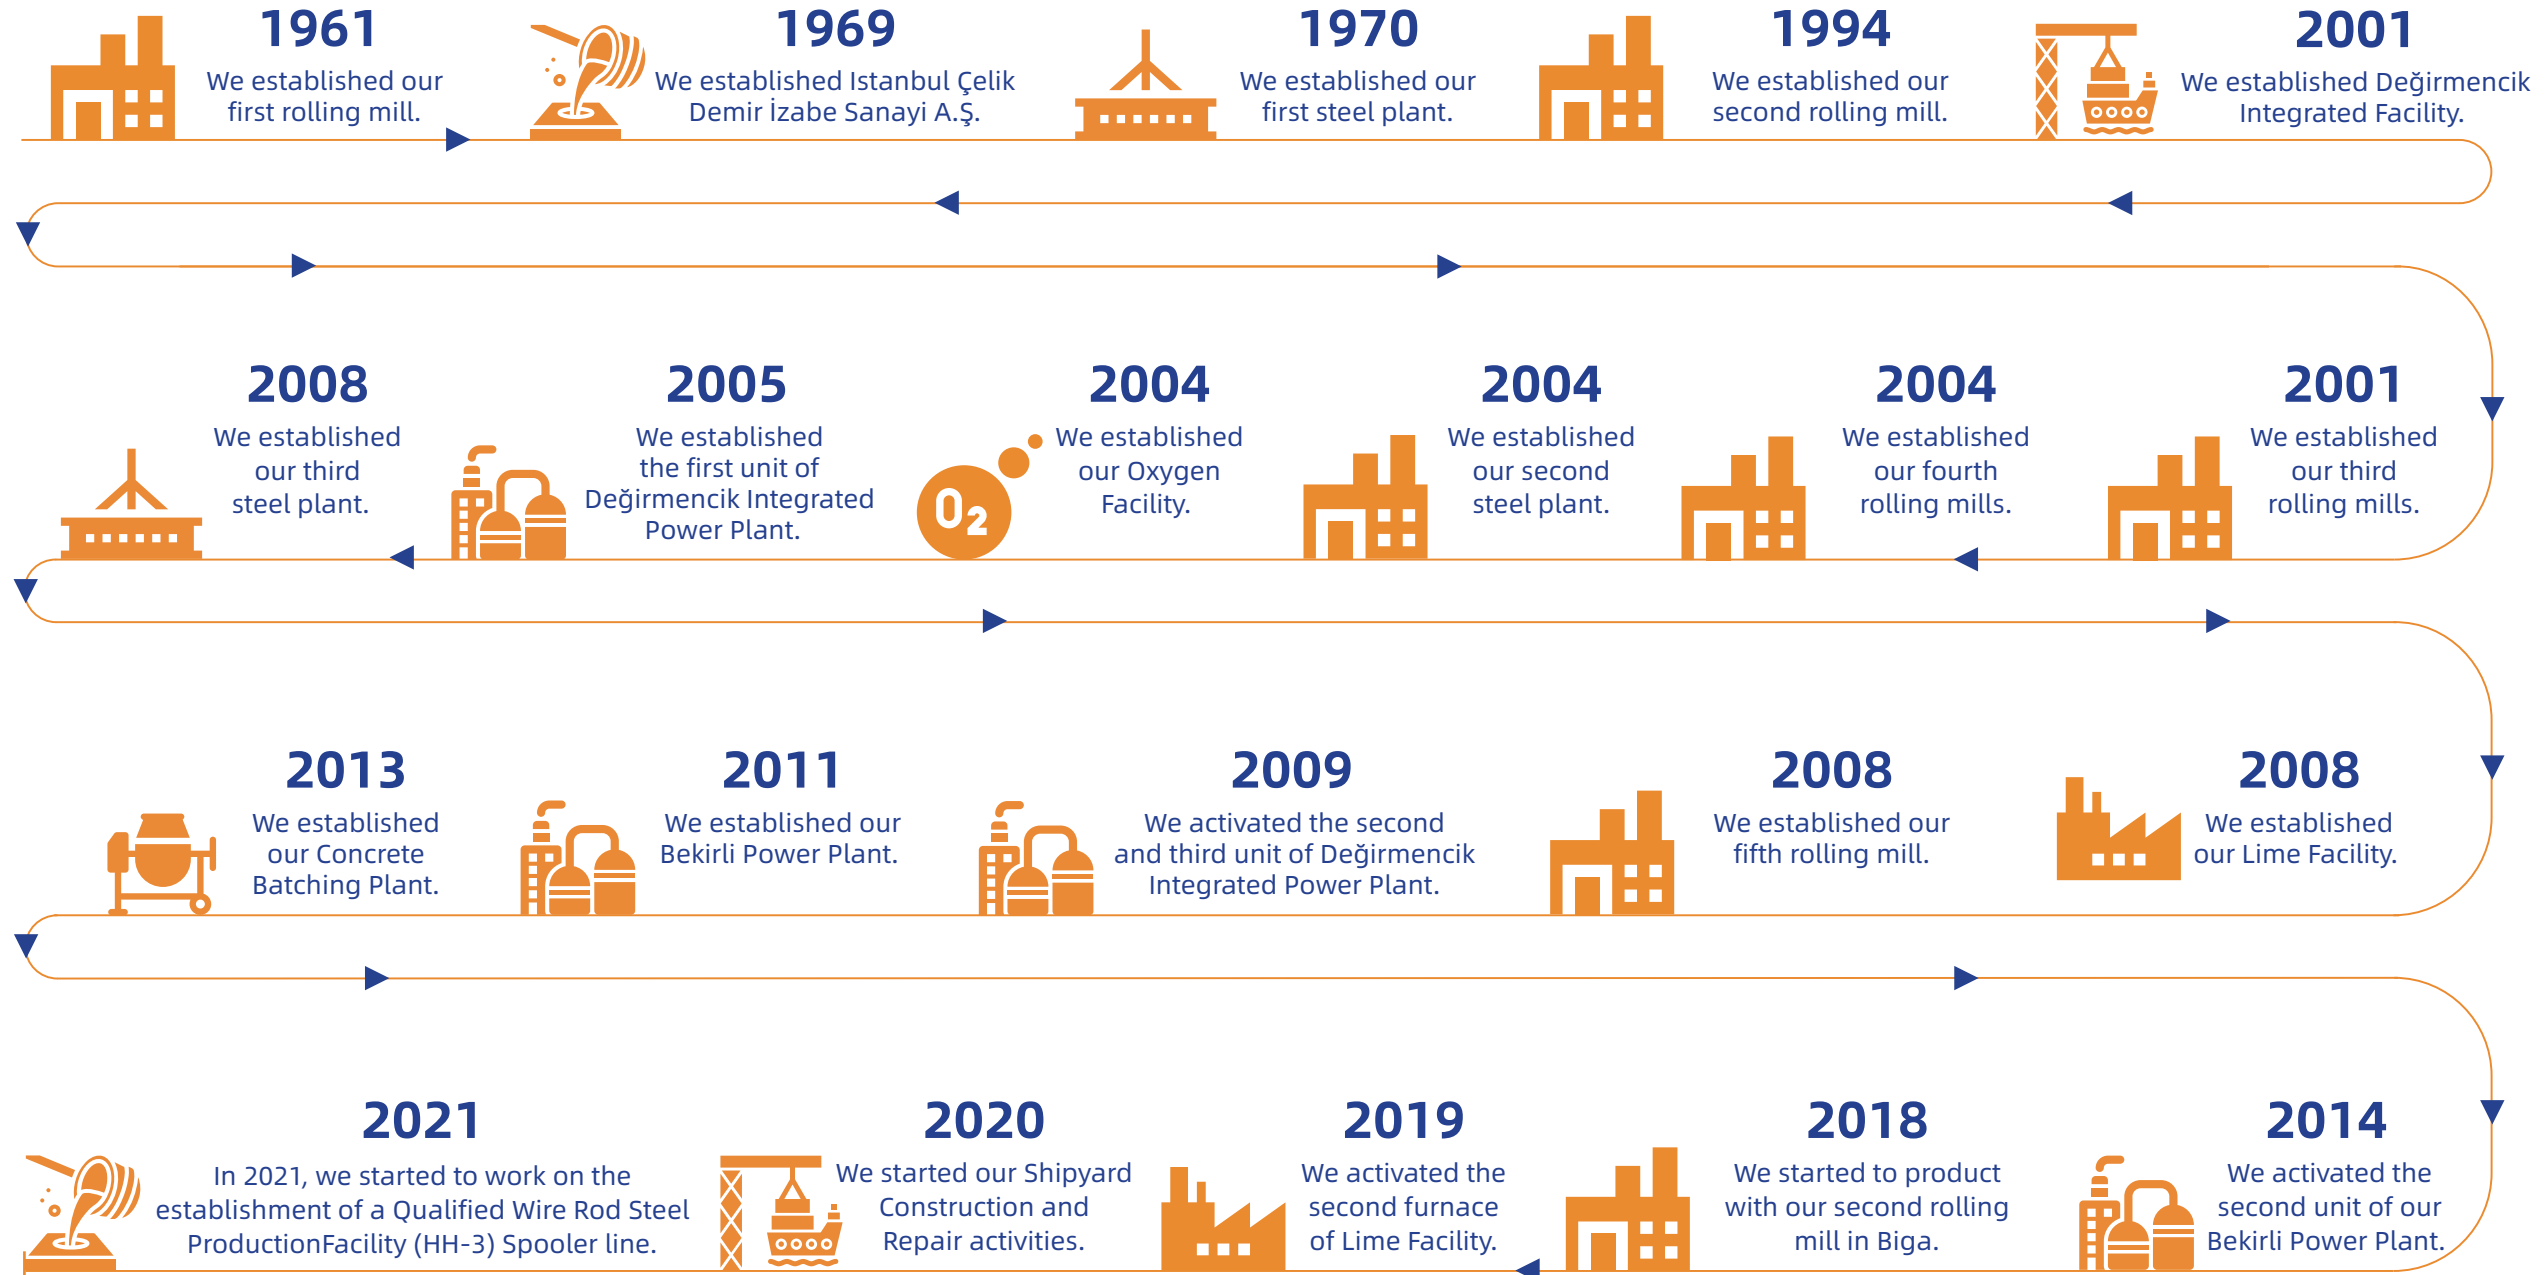 1961
We established our
first rolling mill.
1969
We established Istanbul Çelik
Demir İzabe Sanayi A.Ş.
1970
We established our
first steel plant.
1994
We established our
second rolling mill.
2001
We established Değirmencik
Integrated Facility.
2008
We established
our third
steel plant.
2005
We established
the first unit of
Değirmencik Integrated
Power Plant.
O2
2004
We established
our Oxygen
Facility.
2004
We established
our second
steel plant.
2004
We established
our fourth
rolling mills.
2001
We established
our third
rolling mills.
2013
We established
our Concrete
Batching Plant.
2011
We established our
Bekirli Power Plant.
2009
We activated the second
and third unit of Değirmencik
Integrated Power Plant.
2008
We established our
fifth rolling mill.
2008
We established
our Lime Facility.
2021
In 2021, we started to work on the
establishment of a Qualified Wire Rod Steel
ProductionFacility (HH-3) Spooler line.
2020
We started our Shipyard
Construction and
Repair activities.
2019
We activated the
second furnace
of Lime Facility.
2018
We started to product
with our second rolling
mill in Biga.
2014
We activated the
second unit of our
Bekirli Power Plant.